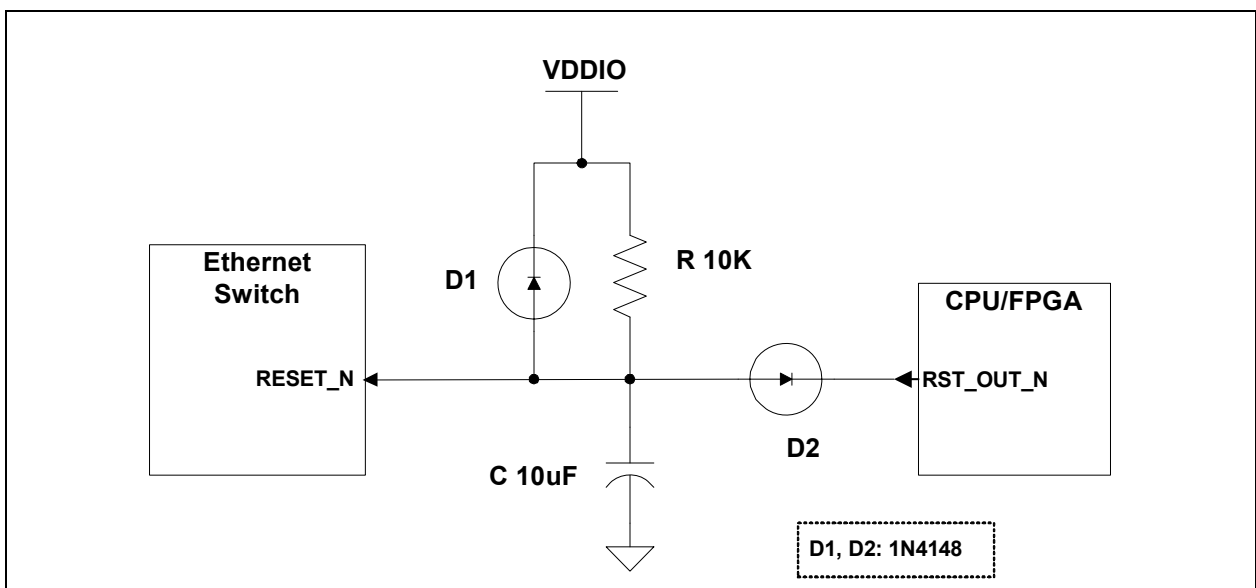 VDDIO
Ethernet
Switch
D1
R 10K
CPU/FPGA
RESET_N
RST_OUT_N
D2
C 10uF
D1, D2: 1N4148